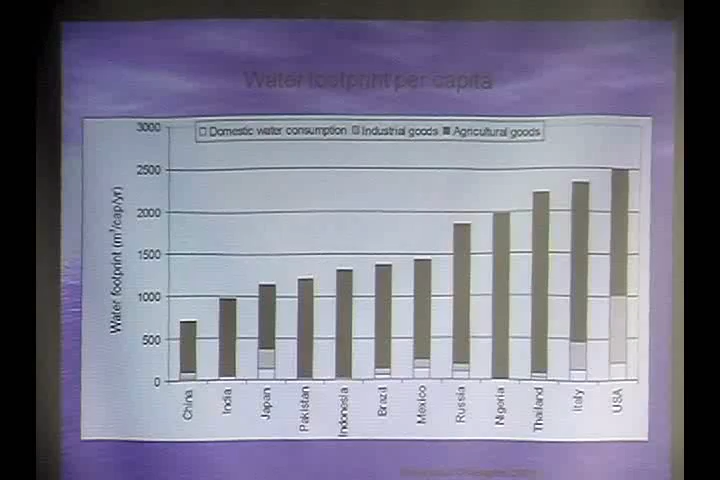 Water footprint per capita
Domestic water consumption Industrial goods Agricultural goods
Water footprint (m³/cap/yr)
3000
2500
2000
1500
1000
500
0
China
India
Japan
Pakistan
Indonesia
Brazil
Mexico
Russia
Nigeria
Thailand
Italy
USA